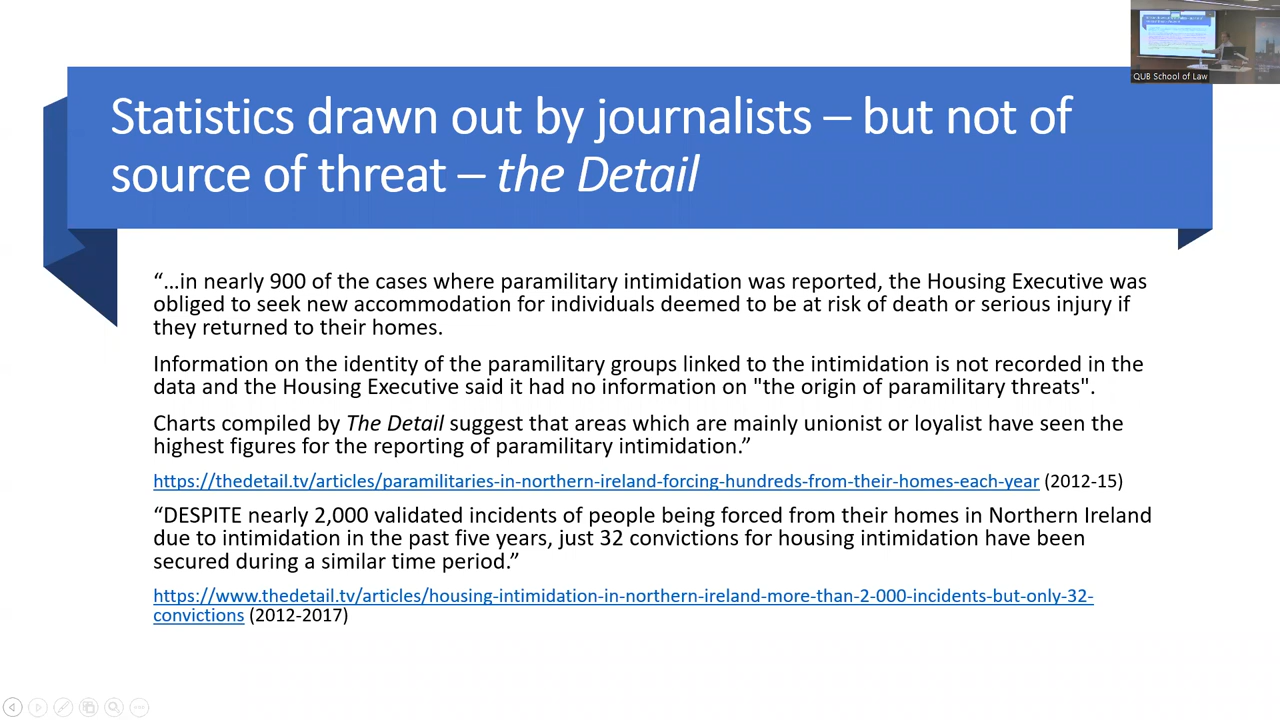 QUB School of Law
Statistics drawn out by journalists – but not of
source of threat – the Detail
“…in nearly 900 of the cases where paramilitary intimidation was reported, the Housing Executive was
obliged to seek new accommodation for individuals deemed to be at risk of death or serious injury if
they returned to their homes.
Information on the identity of the paramilitary groups linked to the intimidation is not recorded in the
data and the Housing Executive said it had no information on "the origin of paramilitary threats".
Charts compiled by The Detail suggest that areas which are mainly unionist or loyalist have seen the
highest figures for the reporting of paramilitary intimidation.”
https://thedetail.tv/articles/paramilitaries-in-northern-ireland-forcing-hundreds-from-their-homes-each-year (2012-15)
“DESPITE nearly 2,000 validated incidents of people being forced from their homes in Northern Ireland
due to intimidation in the past five years, just 32 convictions for housing intimidation have been
secured during a similar time period.”
https://www.thedetail.tv/articles/housing-intimidation-in-northern-ireland-more-than-2-000-incidents-but-only-32-
convictions (2012-2017)